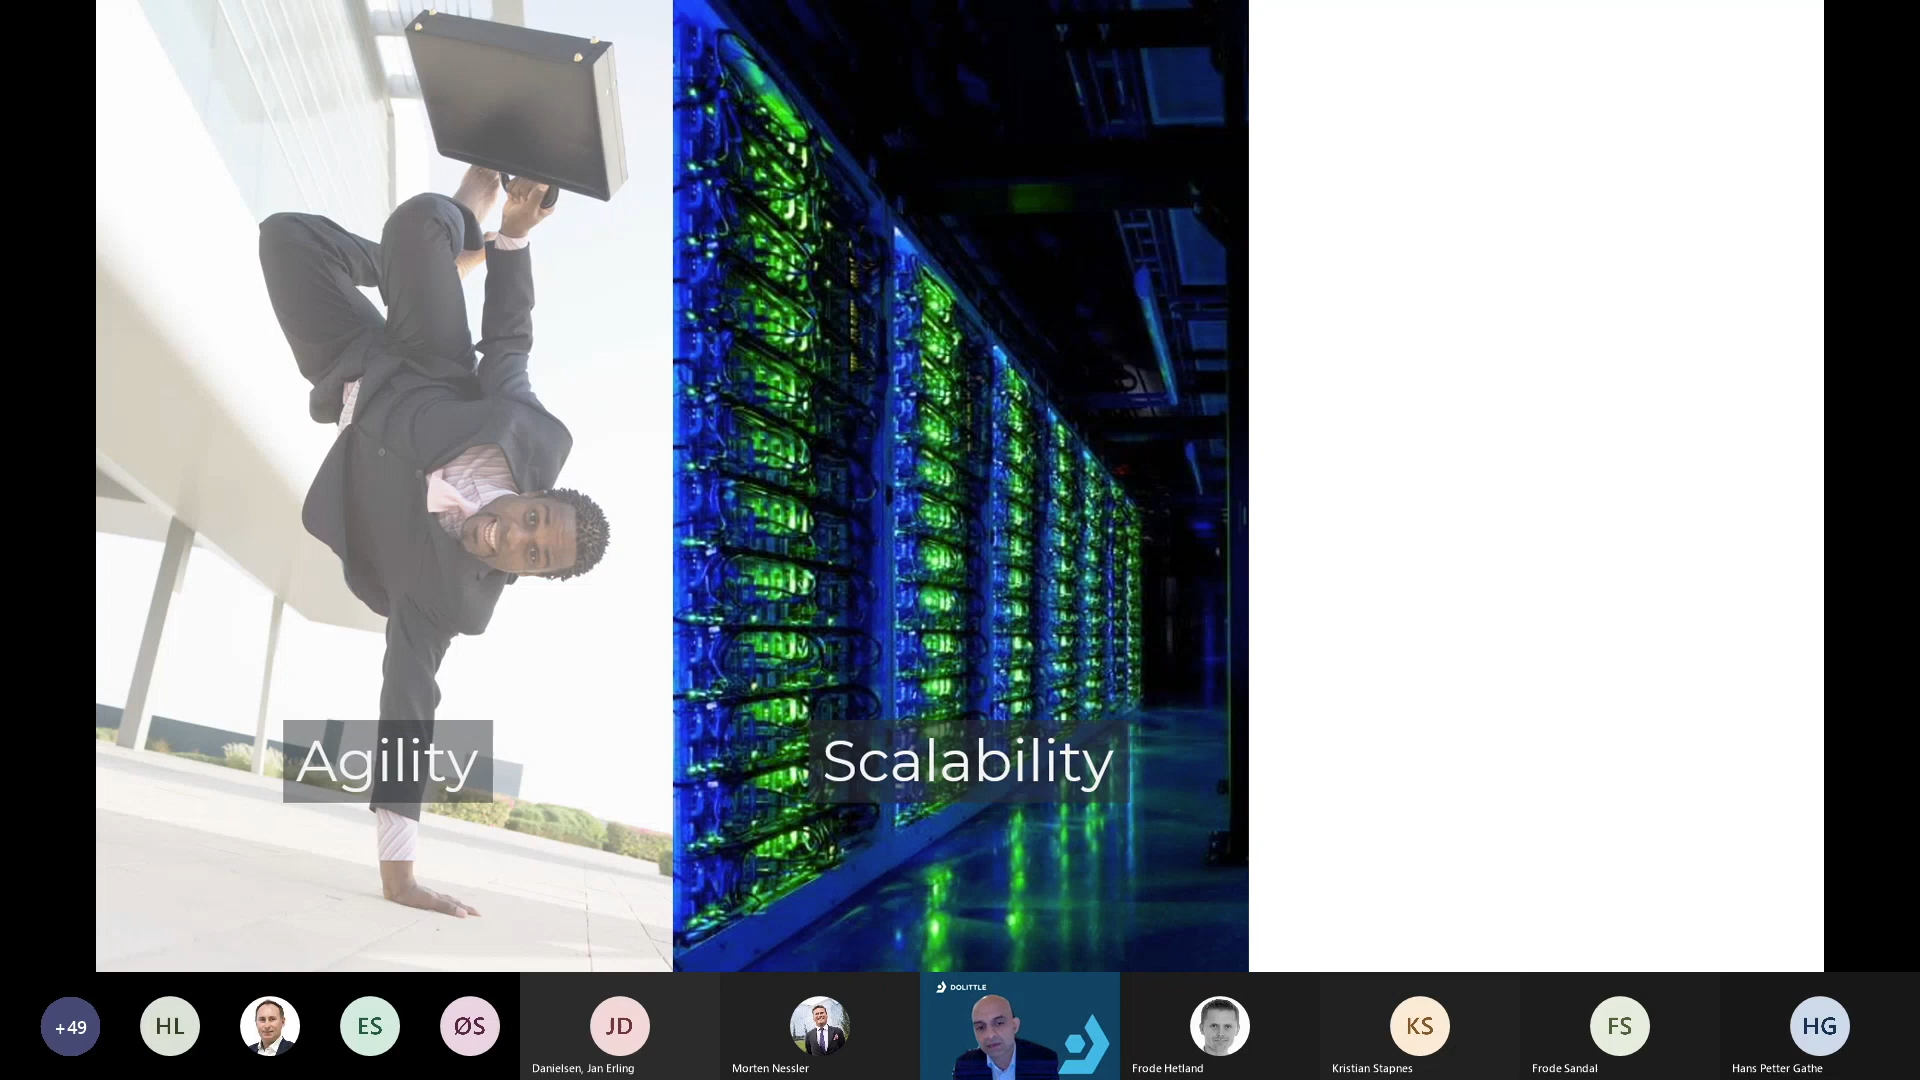 Agility
Scalability
+49
HL
ES
ØS
JD
Danielsen, Jan Erling
Morten Nessler
DOLITTLE
Frode Hetland
KS
Kristian Stapnes
FS
Frode Sandal
HG
Hans Petter Gathe